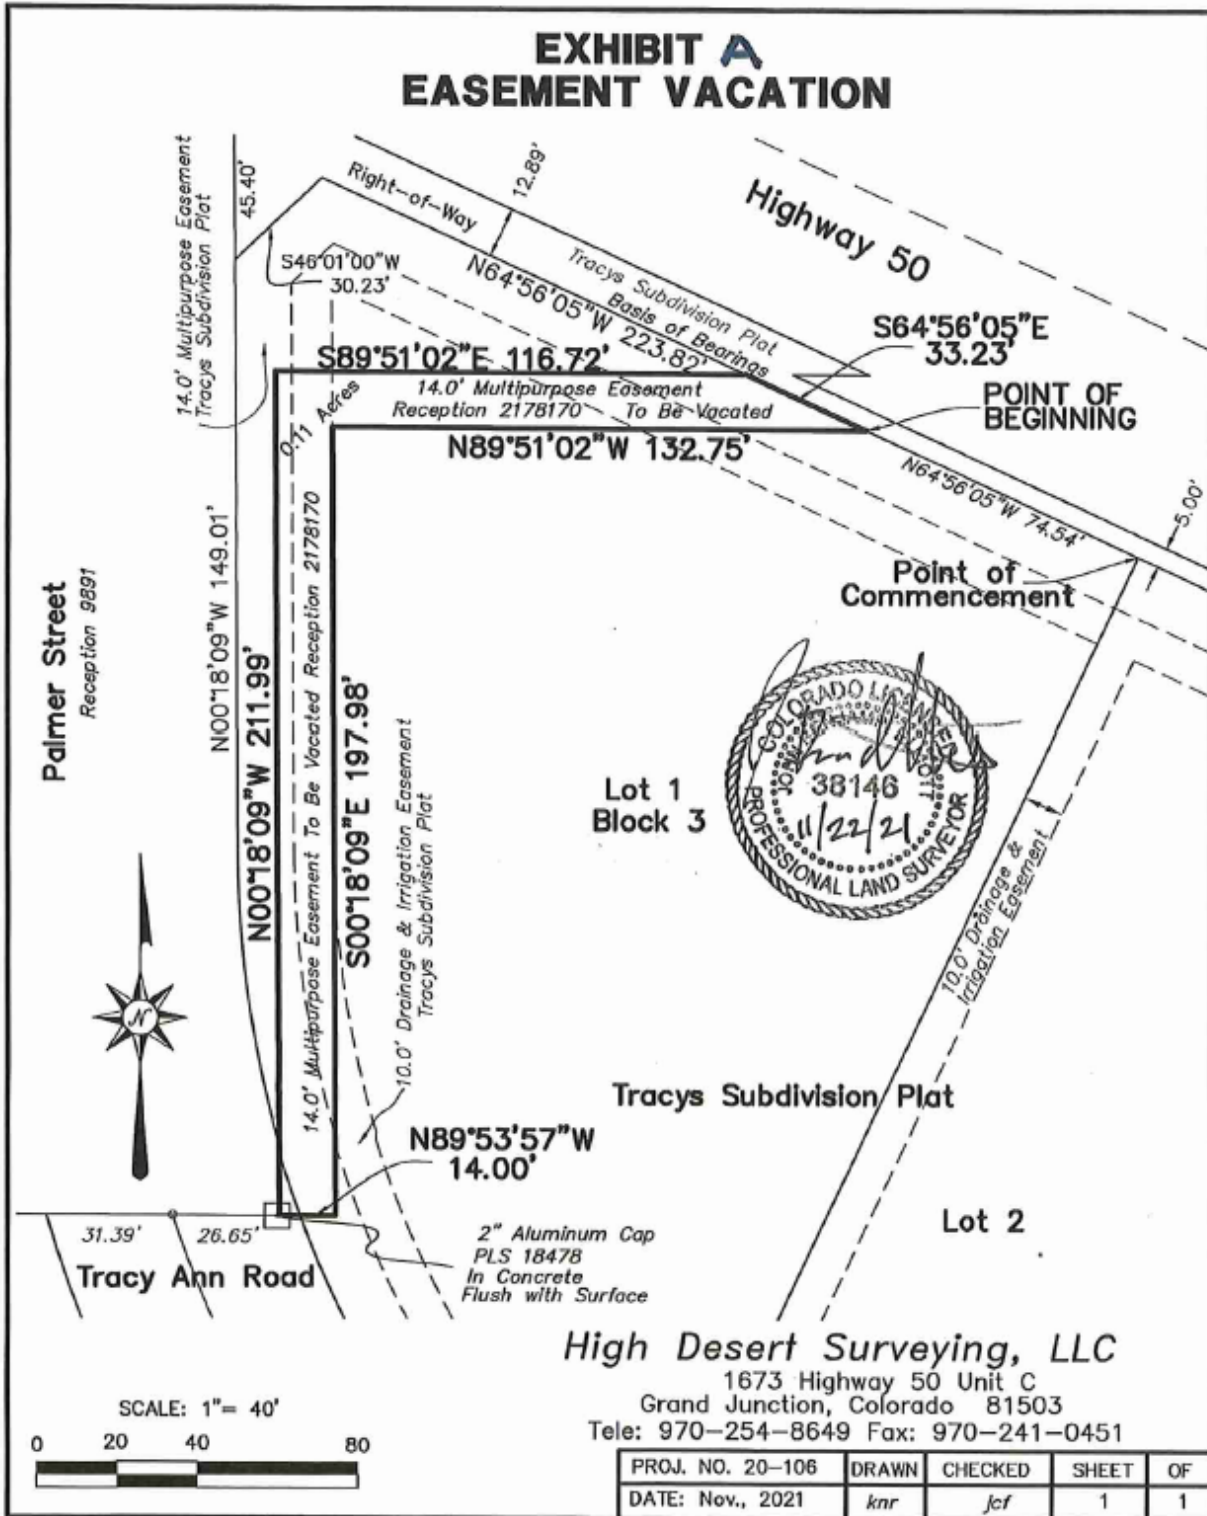 EXHIBIT A
EASEMENT VACATION
14.0' Multipurpose Easement
Tracys Subdivision Plat
45.40'
Right-of-Way
12.89'
Highway 50
S46°01'00"W
30.23'
N64°56'05"W 223.82'
Tracys Subdivision Plat
Basis of Bearings
S64°56'05"E
33.23'
S89°51'02"E 116.72'
14.0' Multipurpose Easement
Reception 2178170 To Be Vacated
0.11 Acres
POINT OF
BEGINNING
N89°51'02"W 132.75'
N64°56'05"W 74.54'
5.00'
Point of
Commencement
Palmer Street
Reception 9891
N00°18'09"W 149.01'
N00°18'09"W 211.99'
14.0' Multipurpose Easement To Be Vacated Reception 2178170
S00°18'09"E 197.98'
10.0' Drainage & Irrigation Easement
Tracys Subdivision Plat
Lot 1
Block 3
COLORADO LICENSED
38146
11/22/21
PROFESSIONAL LAND SURVEYOR
10.0' Drainage &
Irrigation Easement
N
Tracys Subdivision Plat
N89°53'57"W
14.00'
Lot 2
31.39'
26.65'
2" Aluminum Cap
PLS 18478
In Concrete
Flush with Surface
Tracy Ann Road
High Desert Surveying, LLC
1673 Highway 50 Unit C
Grand Junction, Colorado 81503
Tele: 970-254-8649 Fax: 970-241-0451
SCALE: 1"= 40'
0 20 40 80
PROJ. NO. 20-106 DRAWN CHECKED SHEET OF
DATE: Nov., 2021 knr jcf 1 1